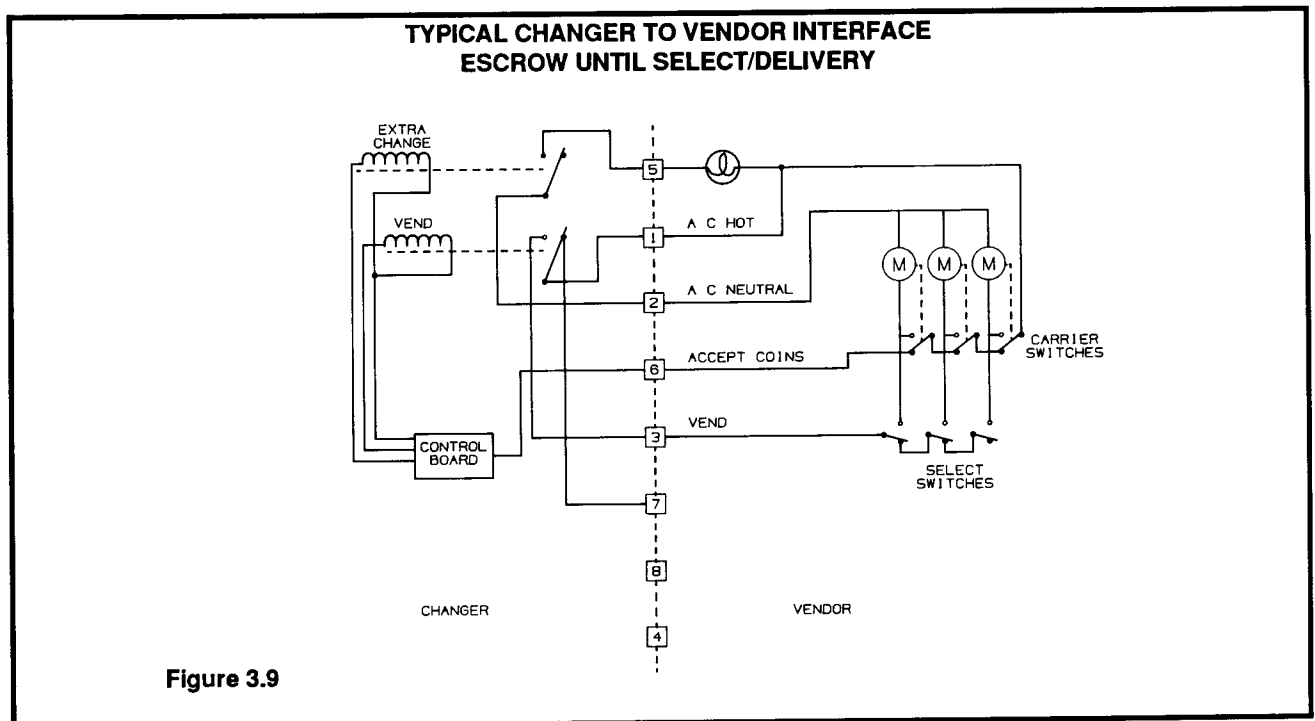 TYPICAL CHANGER TO VENDOR INTERFACE
ESCROW UNTIL SELECT/DELIVERY
EXTRA
CHANGE
5
VEND
1
A C HOT
M
M
M
2
A C NEUTRAL
CARRIER
SWITCHES
6
ACCEPT COINS
3
VEND
CONTROL
BOARD
SELECT
SWITCHES
7
8
CHANGER
VENDOR
4
Figure 3.9